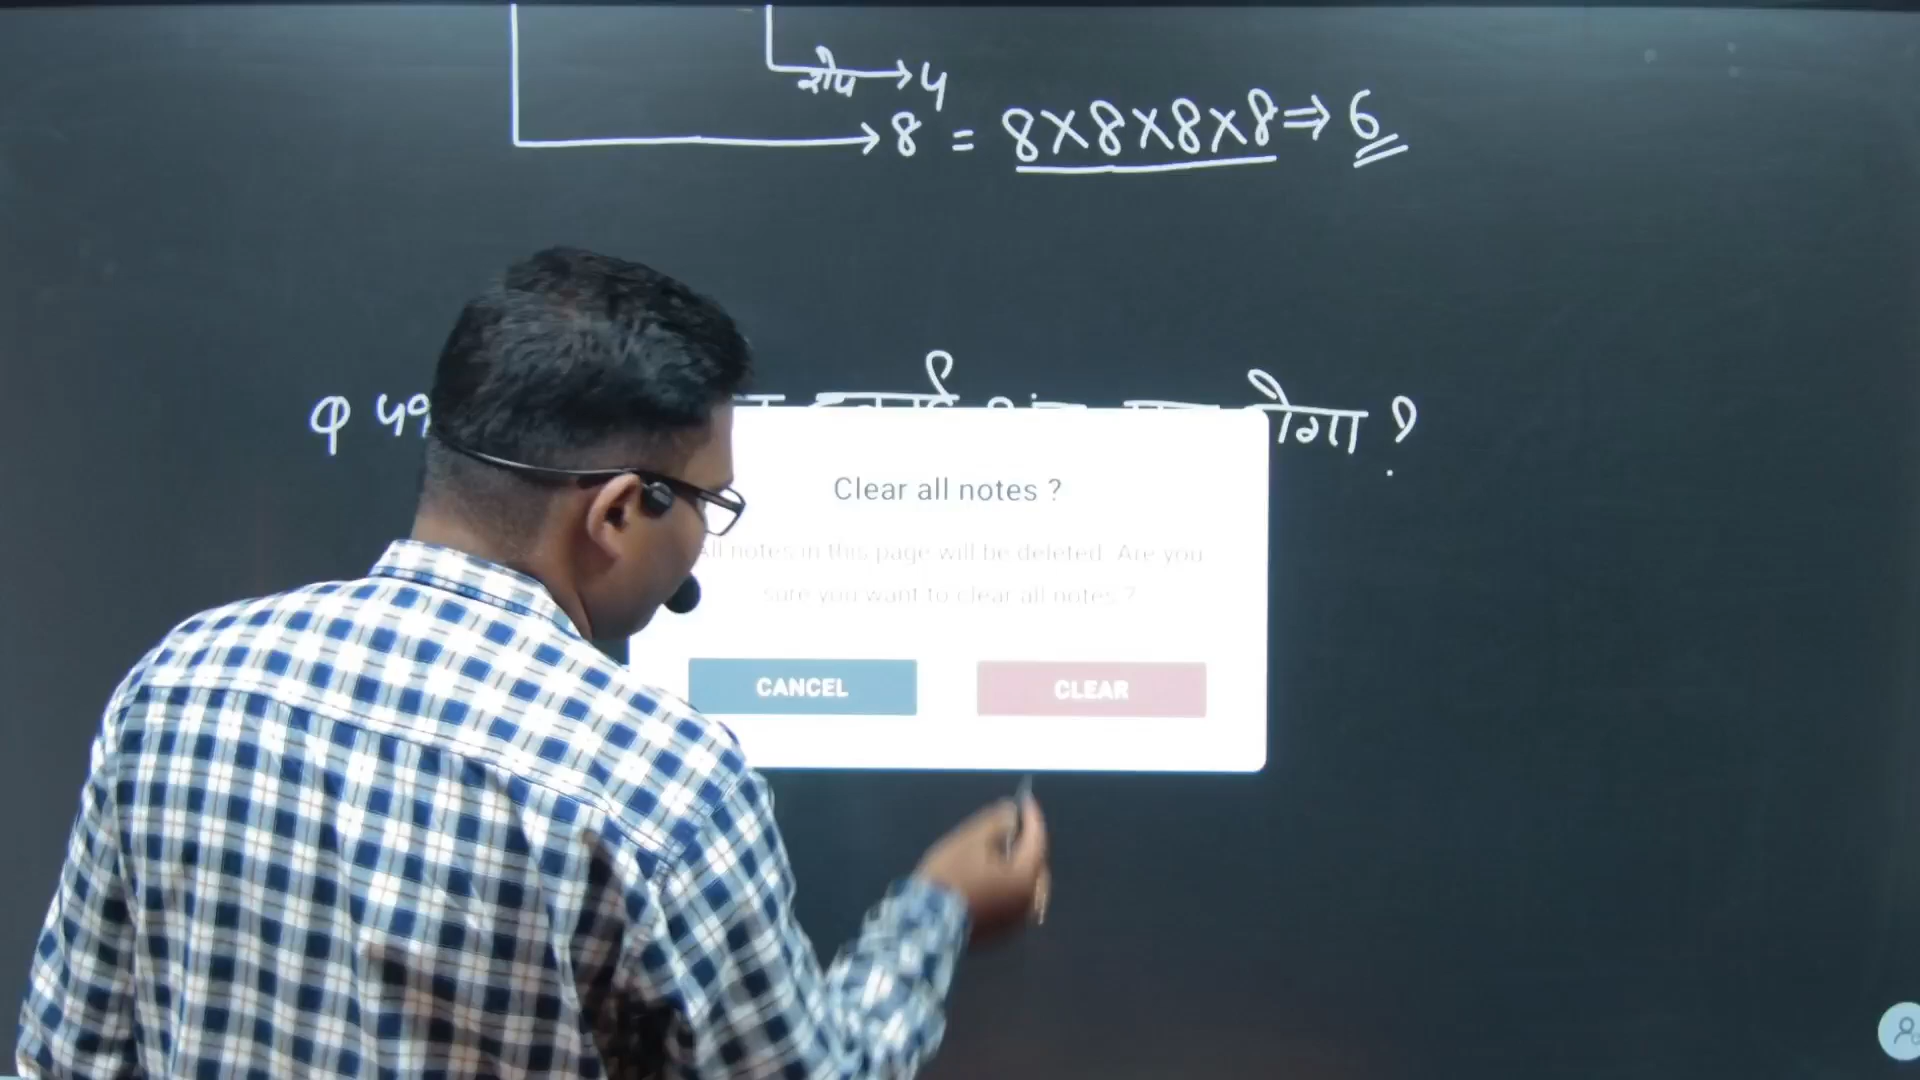 शेष → 4
→ 8 = 8×8×8×8 ⇒ 6
होगा ?
Clear all notes ?
All notes in this page will be deleted. Are you
sure you want to clear all notes ?
CANCEL
CLEAR